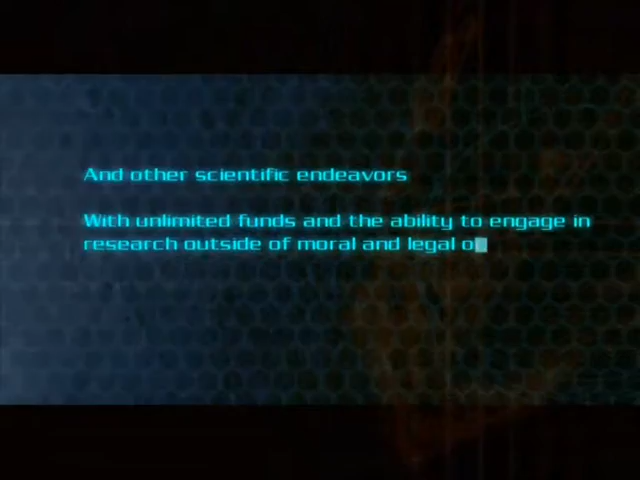 And other scientific endeavors
With unlimited funds and the ability to engage in
research outside of moral and legal o